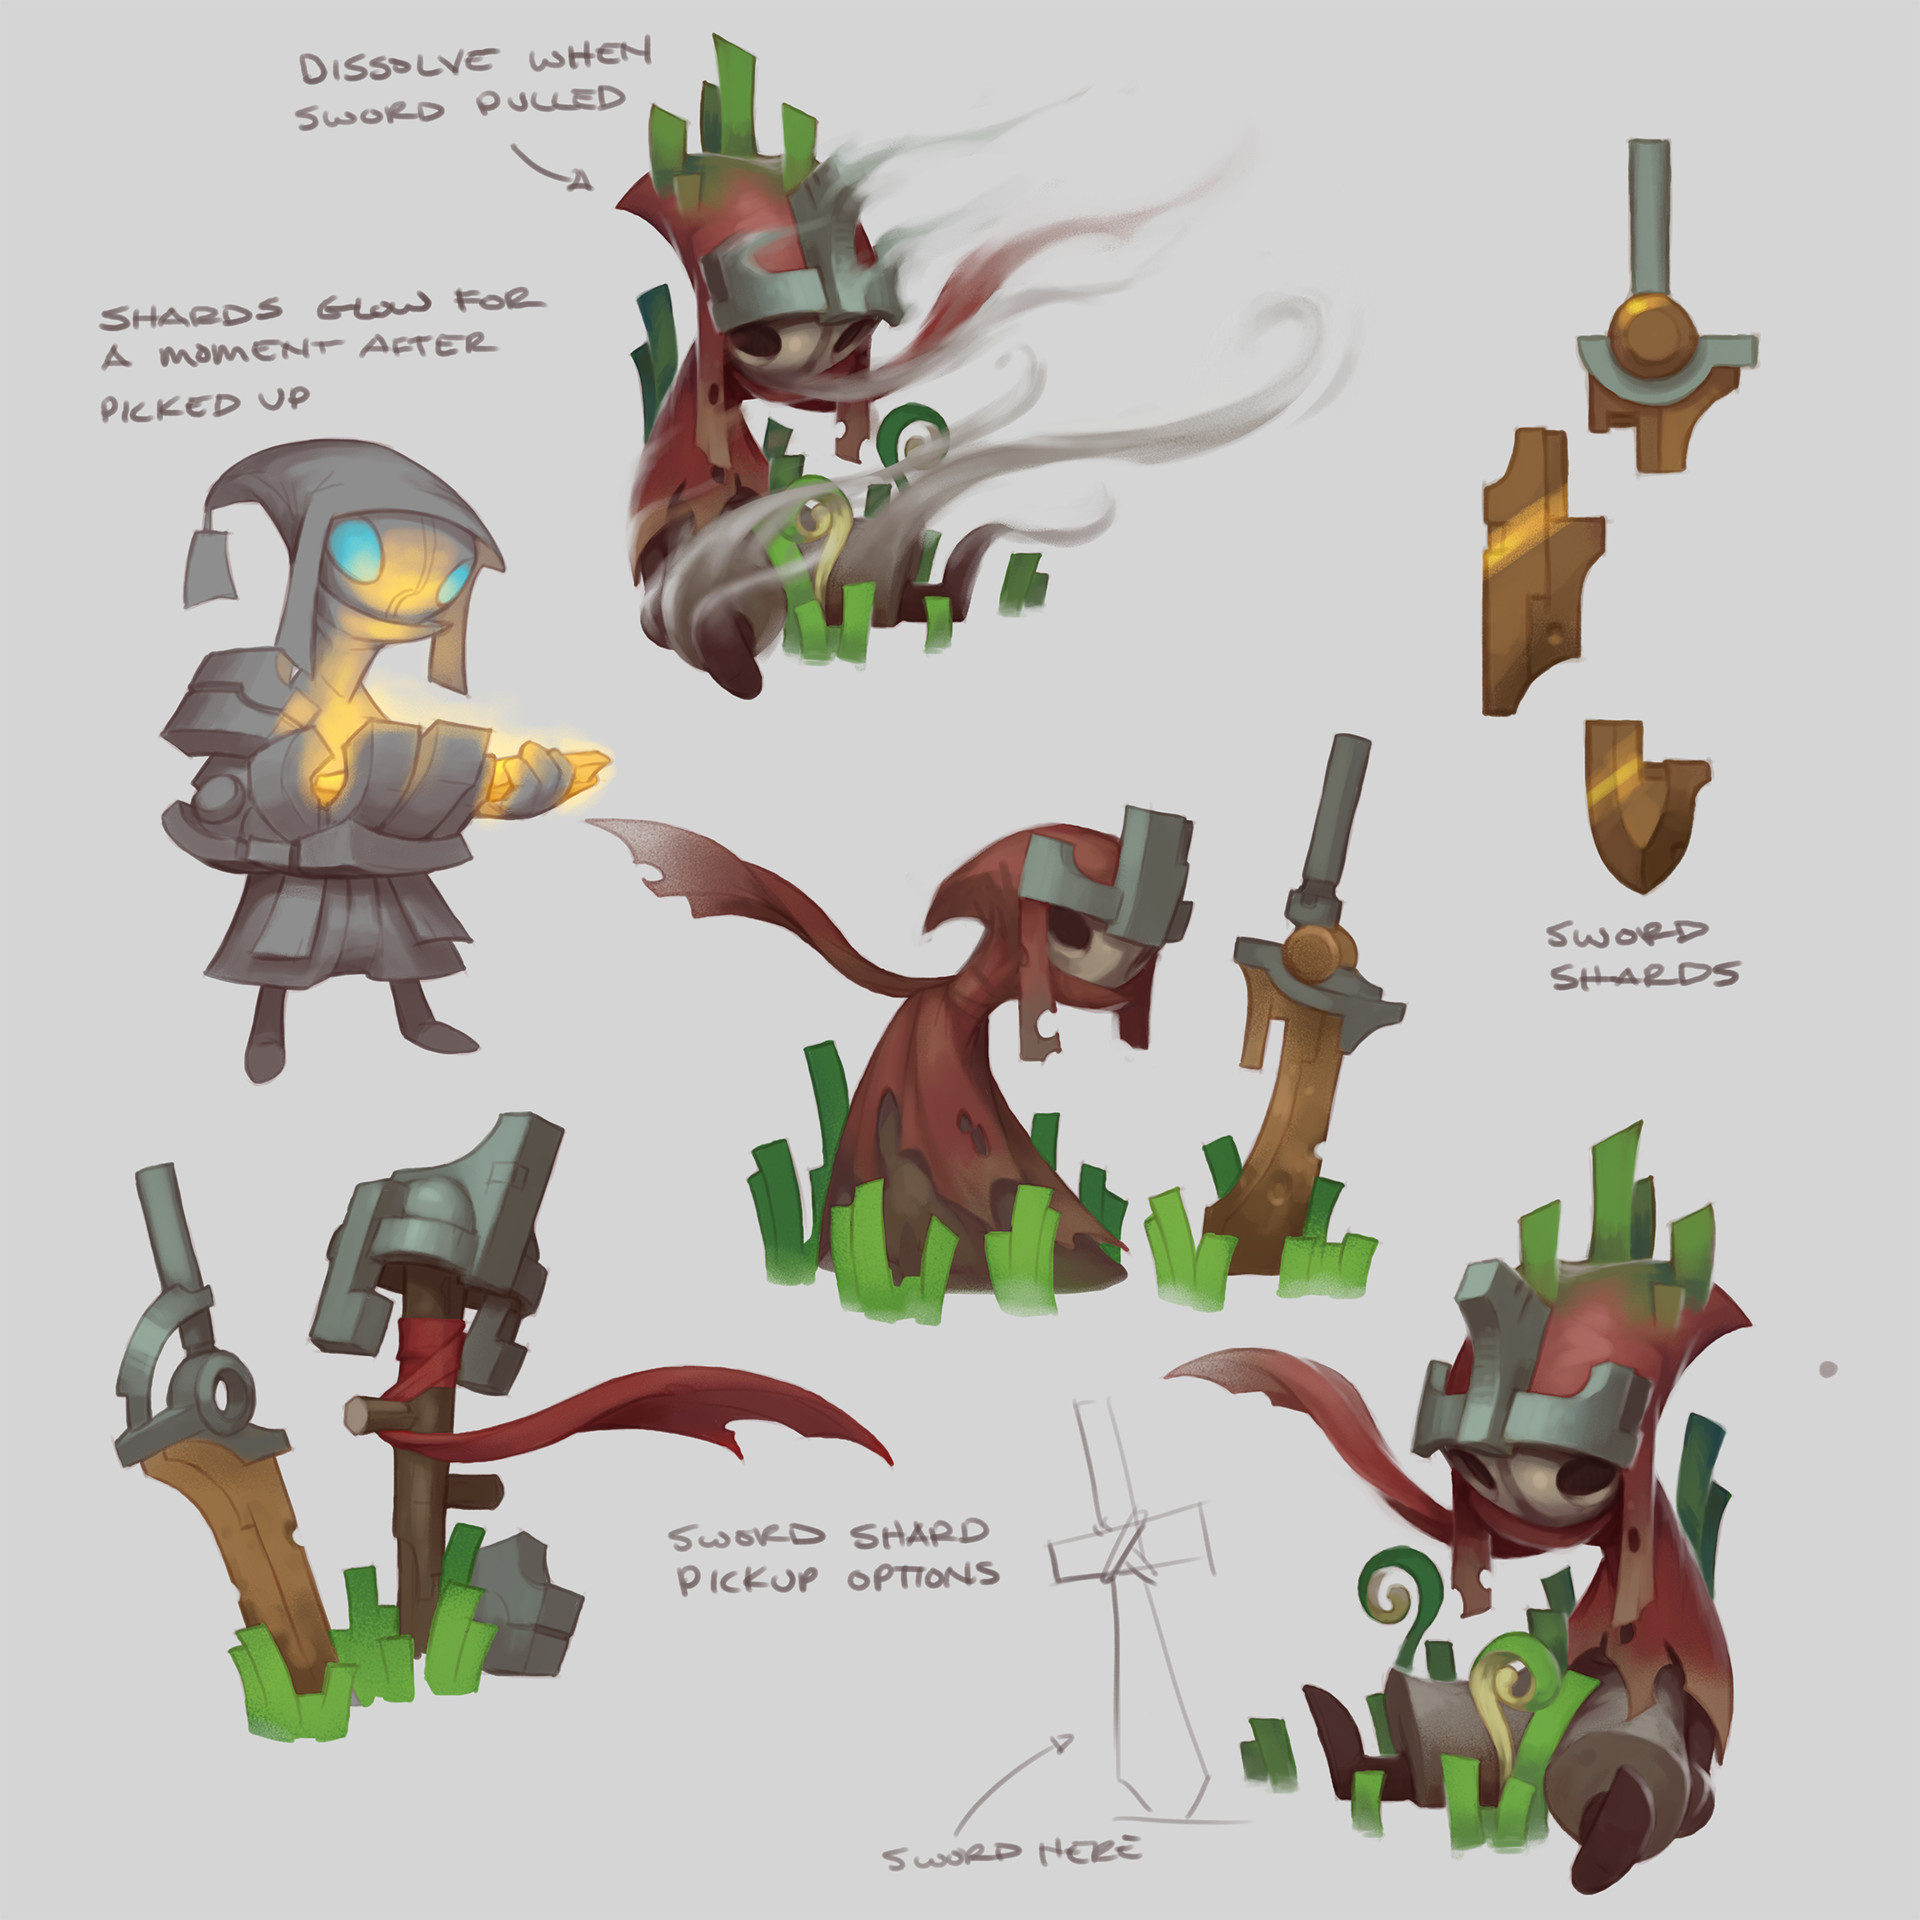 DISSOLVE WHEN
SWORD PULLED
SHARDS GLOW FOR
A MOMENT AFTER
PICKED UP
SWORD
SHARDS
SWORD SHARD
PICKUP OPTIONS
SWORD HERE